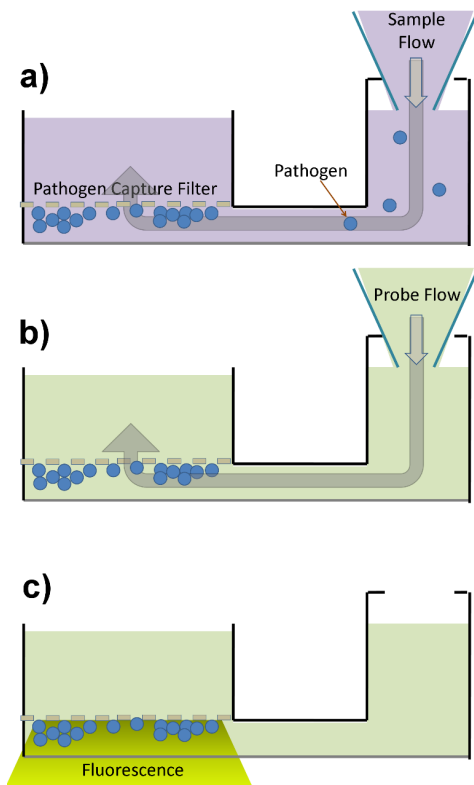 Sample
Flow
a)
Pathogen
Pathogen Capture Filter
Probe Flow
b)
c)
Fluorescence